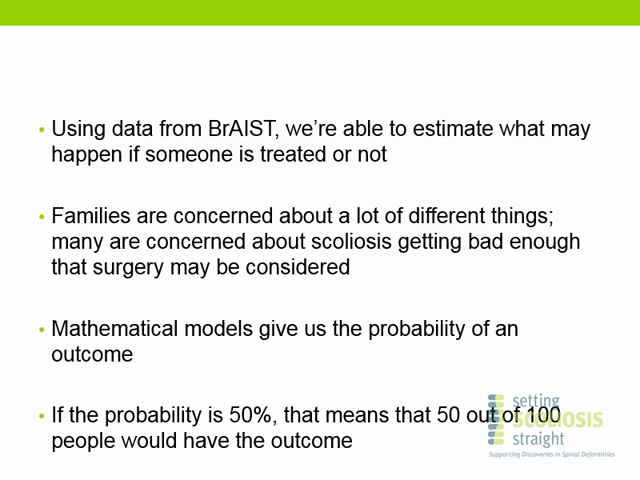 • Using data from BrAIST, we’re able to estimate what may
happen if someone is treated or not
• Families are concerned about a lot of different things;
many are concerned about scoliosis getting bad enough
that surgery may be considered
• Mathematical models give us the probability of an
outcome
• If the probability is 50%, that means that 50 out of 100
people would have the outcome
setting
SCOLIOSIS
straight
Supporting Discoveries in Spinal Deformities